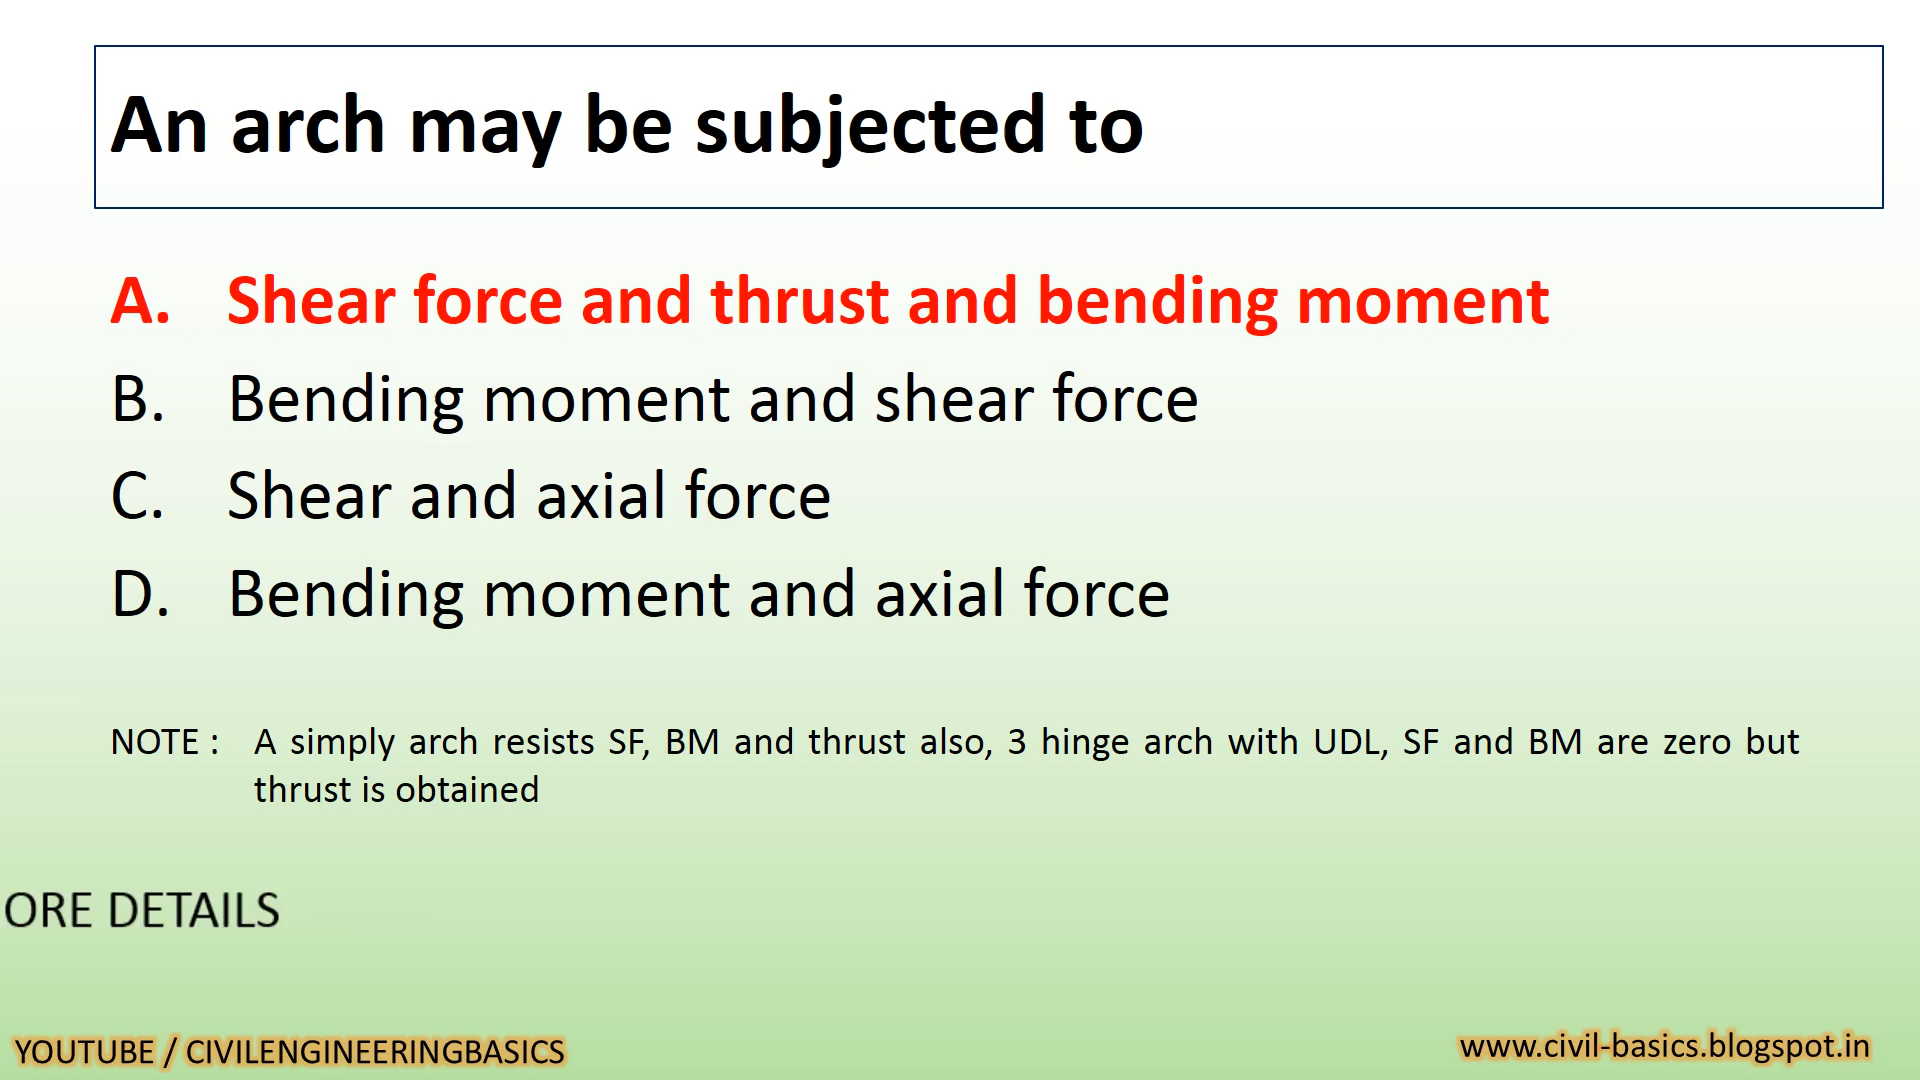 An arch may be subjected to
A. Shear force and thrust and bending moment
B. Bending moment and shear force
C. Shear and axial force
D. Bending moment and axial force
NOTE : A simply arch resists SF, BM and thrust also, 3 hinge arch with UDL, SF and BM are zero but
thrust is obtained
ORE DETAILS
YOUTUBE / CIVILENGINEERINGBASICS
www.civil-basics.blogspot.in